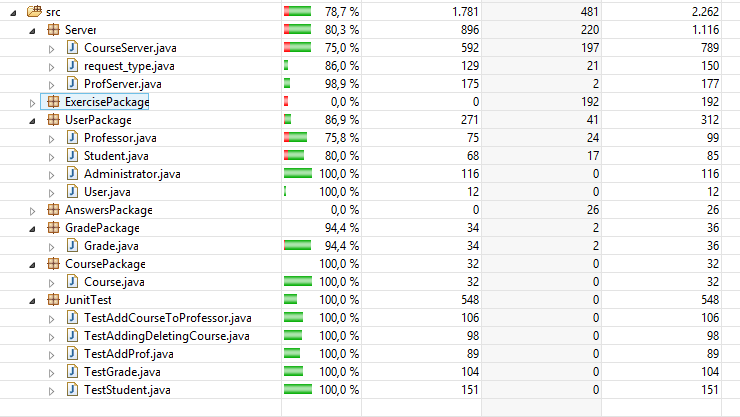 src 78,7 % 1.781 481 2.262
Server 80,3 % 896 220 1.116
CourseServer.java 75,0 % 592 197 789
request_type.java 86,0 % 129 21 150
ProfServer.java 98,9 % 175 2 177
ExercisePackage 0,0 % 0 192 192
UserPackage 86,9 % 271 41 312
Professor.java 75,8 % 75 24 99
Student.java 80,0 % 68 17 85
Administrator.java 100,0 % 116 0 116
User.java 100,0 % 12 0 12
AnswersPackage 0,0 % 0 26 26
GradePackage 94,4 % 34 2 36
Grade.java 94,4 % 34 2 36
CoursePackage 100,0 % 32 0 32
Course.java 100,0 % 32 0 32
JunitTest 100,0 % 548 0 548
TestAddCourseToProfessor.java 100,0 % 106 0 106
TestAddingDeletingCourse.java 100,0 % 98 0 98
TestAddProf.java 100,0 % 89 0 89
TestGrade.java 100,0 % 104 0 104
TestStudent.java 100,0 % 151 0 151